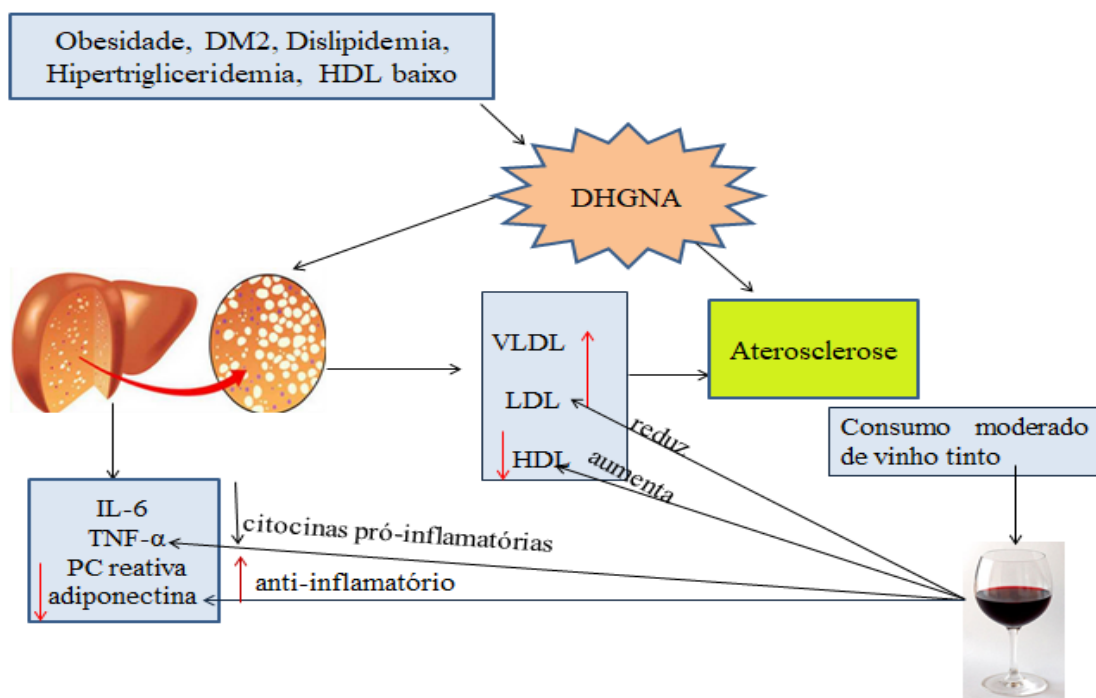 Obesidade, DM2, Dislipidemia,
Hipertrigliceridemia, HDL baixo
DHGNA
VLDL
LDL
HDL
Aterosclerose
reduz
aumenta
Consumo moderado
de vinho tinto
IL-6
TNF-α
PC reativa
adiponectina
citocinas pró-inflamatórias
anti-inflamatório